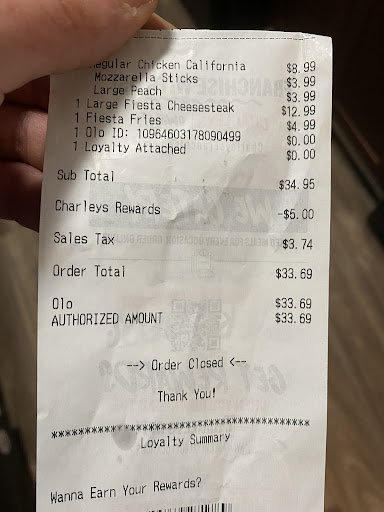 Regular Chicken California $8.99
Mozzarella Sticks $3.99
Large Peach $3.99
1 Large Fiesta Cheesesteak $12.99
1 Fiesta Fries $4.99
1 Olo ID: 10964603178090499 $0.00
1 Loyalty Attached $0.00
Sub Total $34.95
Charleys Rewards -$5.00
Sales Tax $3.74
Order Total $33.69
Olo $33.69
AUTHORIZED AMOUNT $33.69
--> Order Closed <--
Thank You!
****************************************
Loyalty Summary
Wanna Earn Your Rewards?